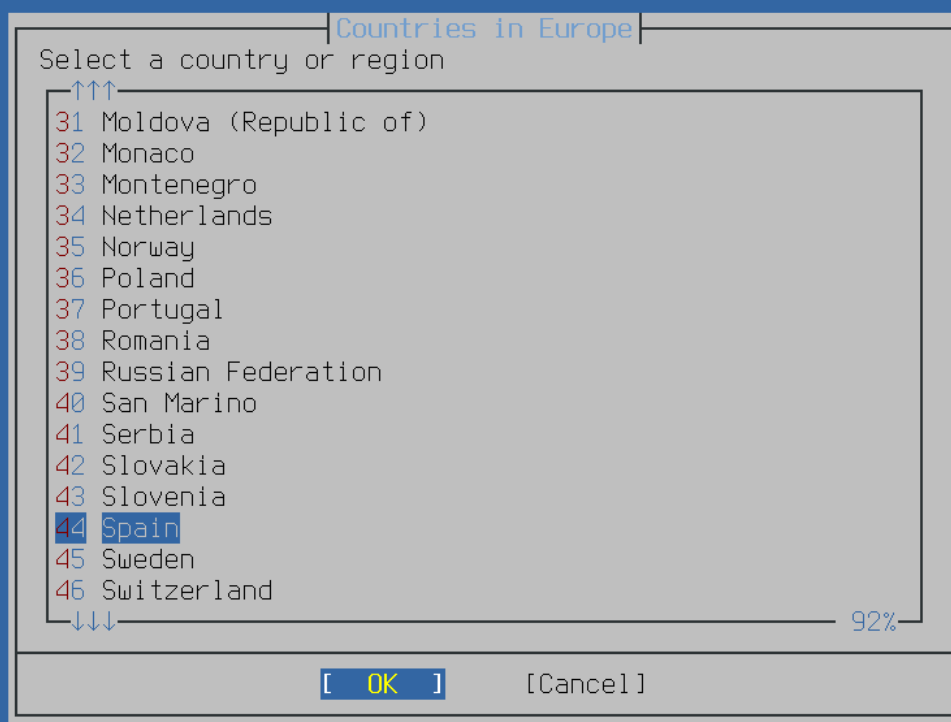 Countries in Europe
Select a country or region
↑↑↑
31 Moldova (Republic of)
32 Monaco
33 Montenegro
34 Netherlands
35 Norway
36 Poland
37 Portugal
38 Romania
39 Russian Federation
40 San Marino
41 Serbia
42 Slovakia
43 Slovenia
44 Spain
45 Sweden
46 Switzerland
↓↓↓ 92%
[ OK ] [Cancel]